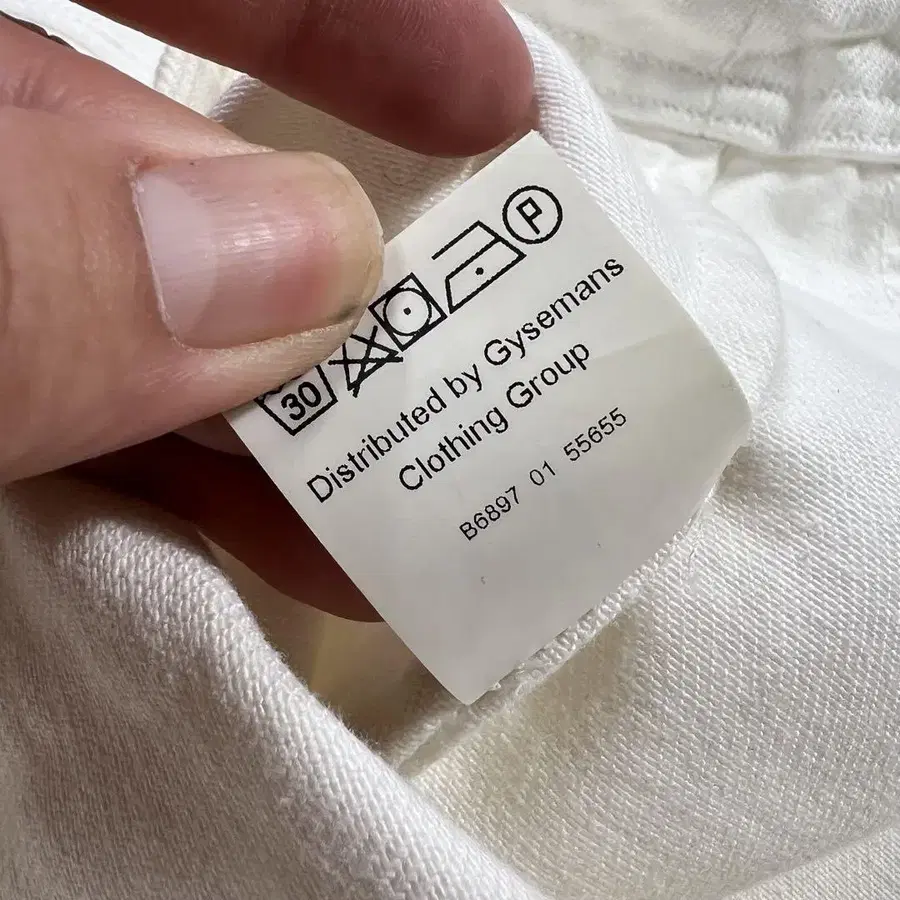 30 P
Distributed by Gysemans
Clothing Group
B6897 01 55655